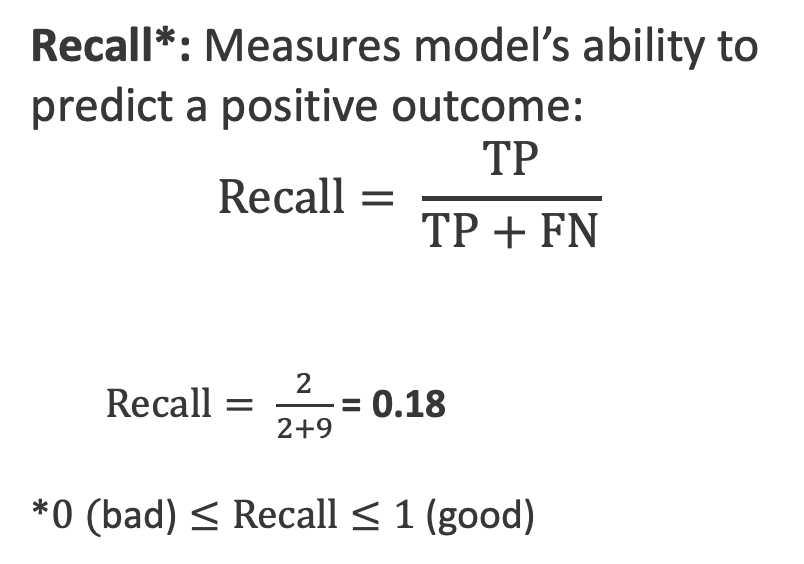 Recall*: Measures model’s ability to
predict a positive outcome:
Recall = TP / TP + FN
Recall = 2 / 2+9 = 0.18
*0 (bad) ≤ Recall ≤ 1 (good)